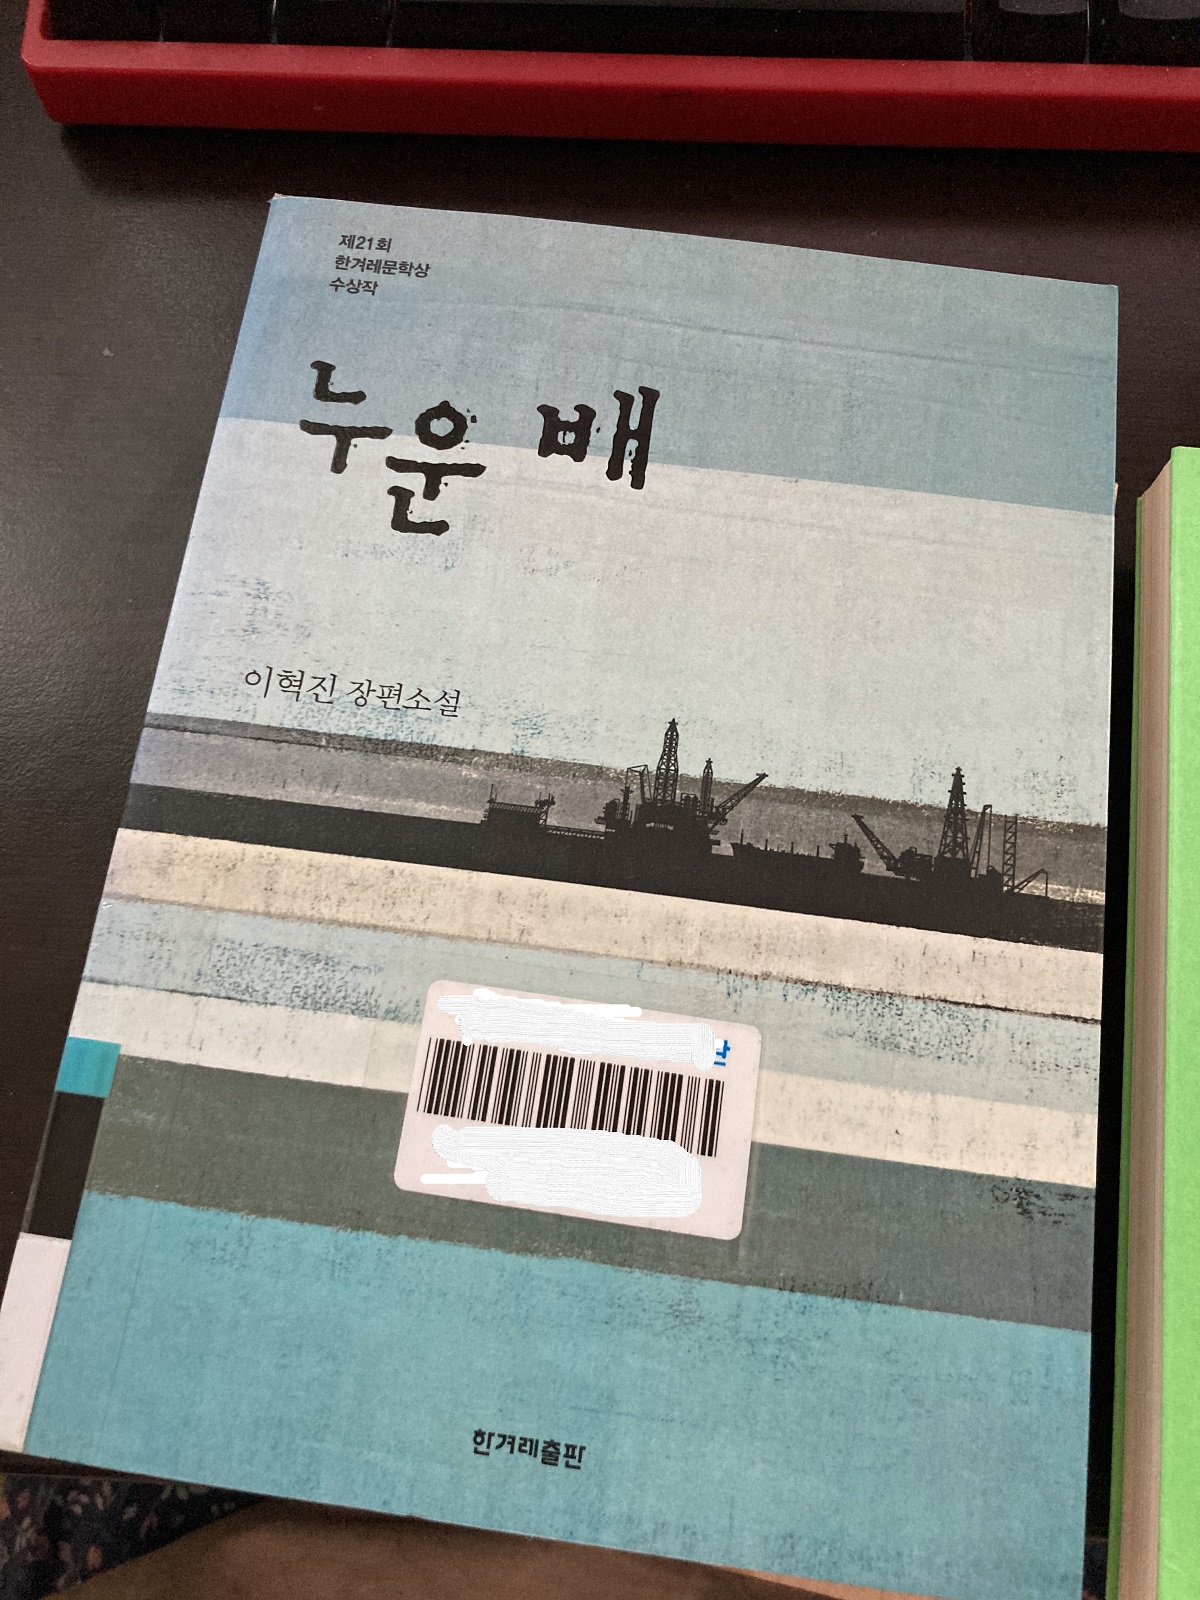 제21회
한겨레문학상
수상작
누운 배
이혁진 장편소설
한겨레출판